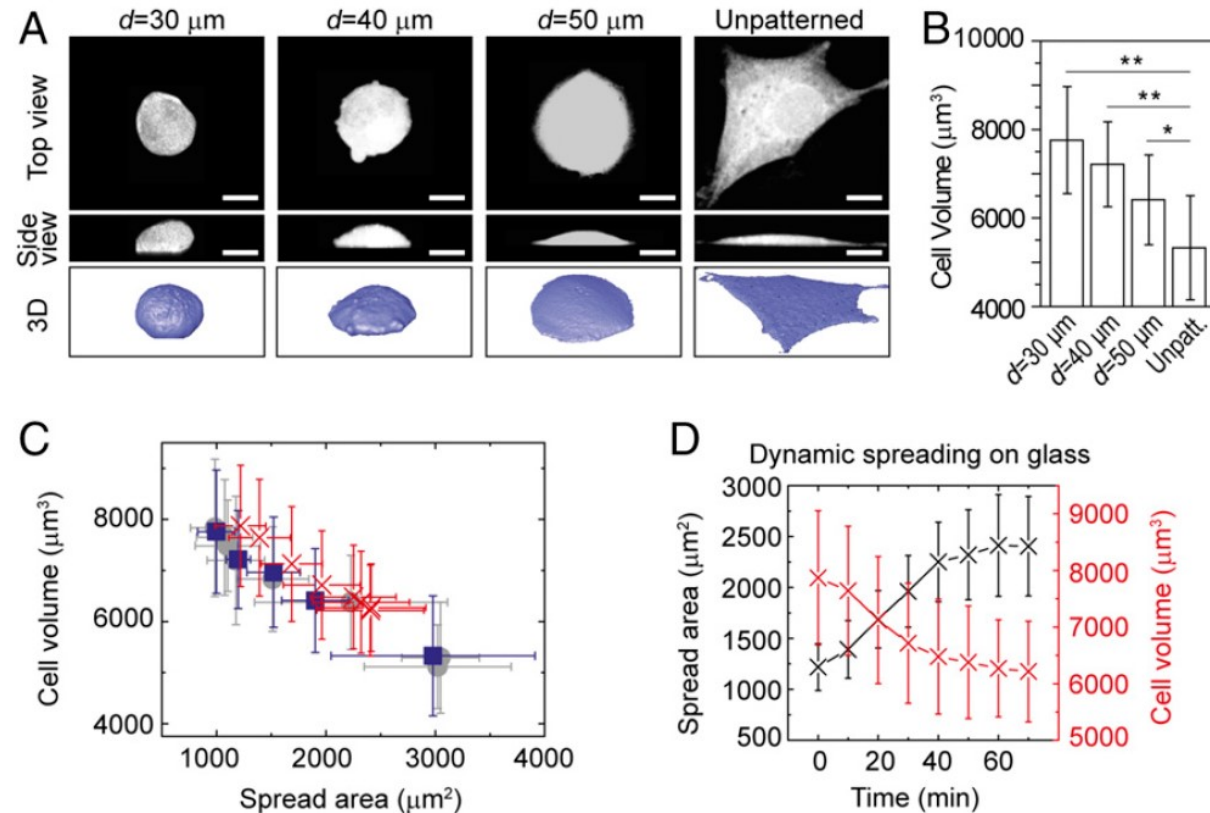 A
d=30 μm
d=40 μm
d=50 μm
Unpatterned
Top view
Side view
3D
B
Cell Volume (μm³)
10000
8000
6000
4000
**
**
*
d=30 μm
d=40 μm
d=50 μm
Unpatt.
C
Cell volume (μm³)
8000
6000
4000
1000
2000
3000
4000
Spread area (μm²)
D
Dynamic spreading on glass
Spread area (μm²)
3000
2500
2000
1500
1000
500
9000
8000
7000
6000
5000
Cell volume (μm³)
0
20
40
60
Time (min)